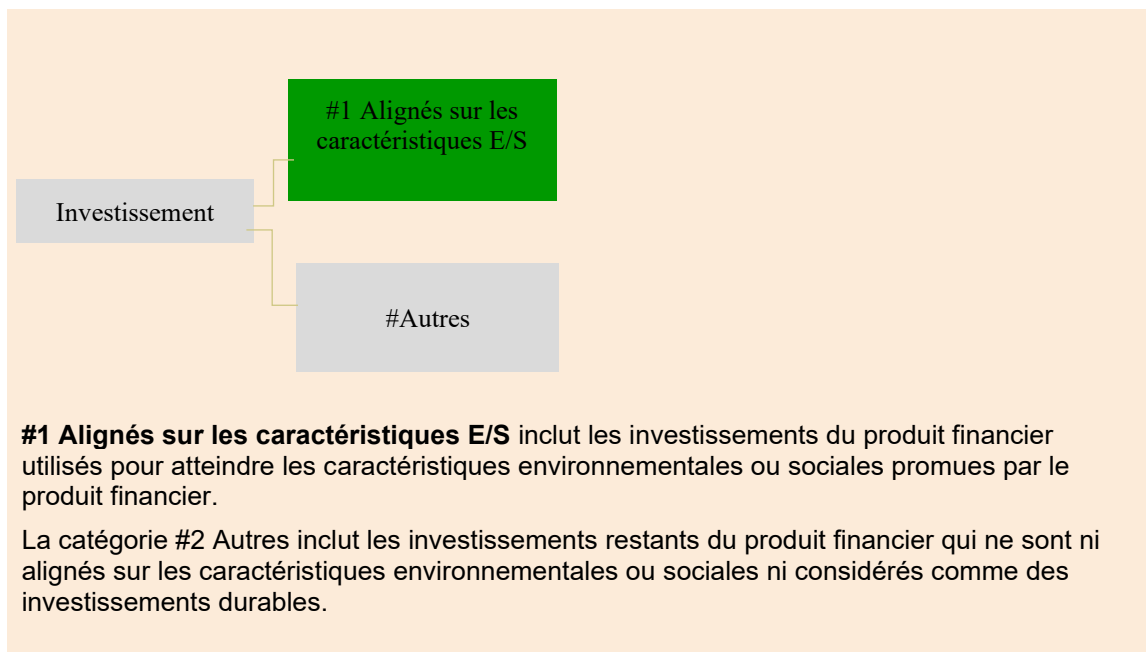 #1 Alignés sur les
caractéristiques E/S
Investissement
#Autres
#1 Alignés sur les caractéristiques E/S inclut les investissements du produit financier
utilisés pour atteindre les caractéristiques environnementales ou sociales promues par le
produit financier.
La catégorie #2 Autres inclut les investissements restants du produit financier qui ne sont ni
alignés sur les caractéristiques environnementales ou sociales ni considérés comme des
investissements durables.